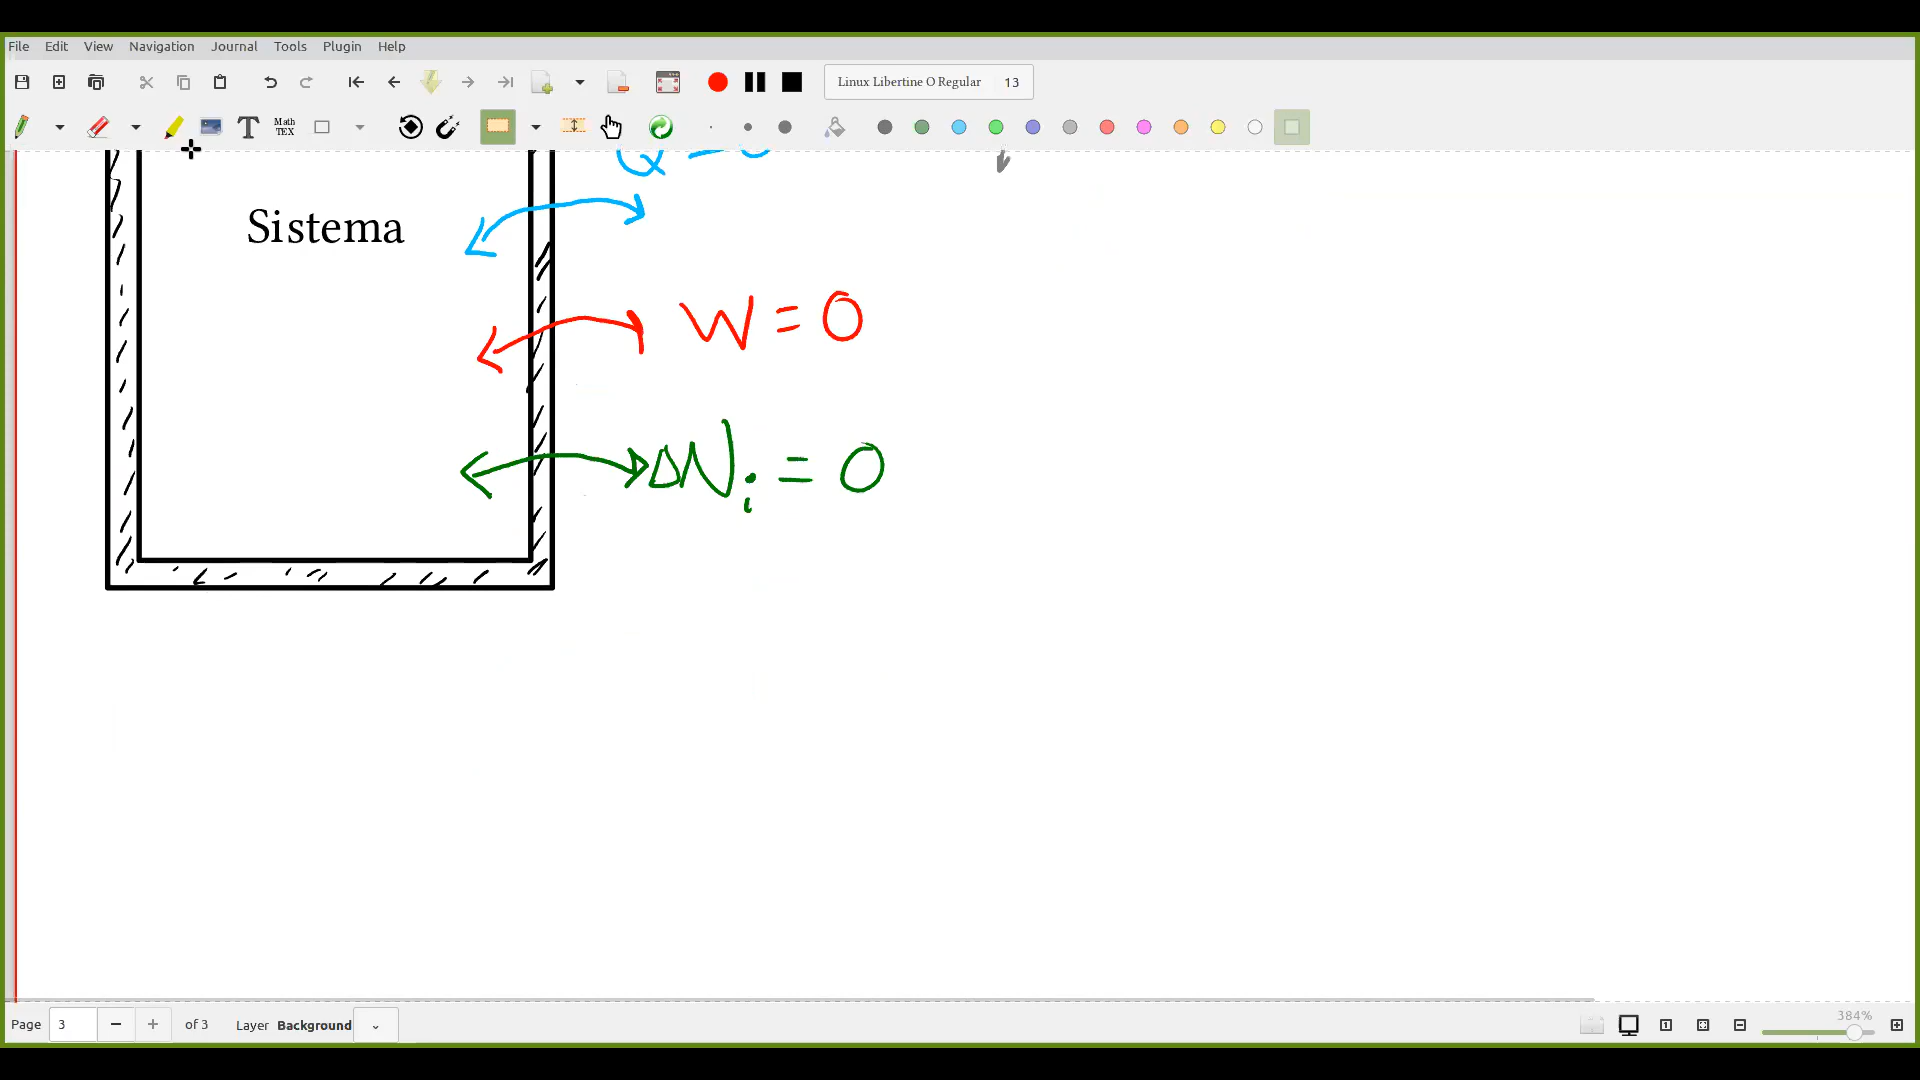 File Edit View Navigation Journal Tools Plugin Help
Linux Libertine O Regular 13
T Math TEX
Q = 0
Sistema
W = 0
ΔNi = 0
Page 3 of 3 Layer Background 384%